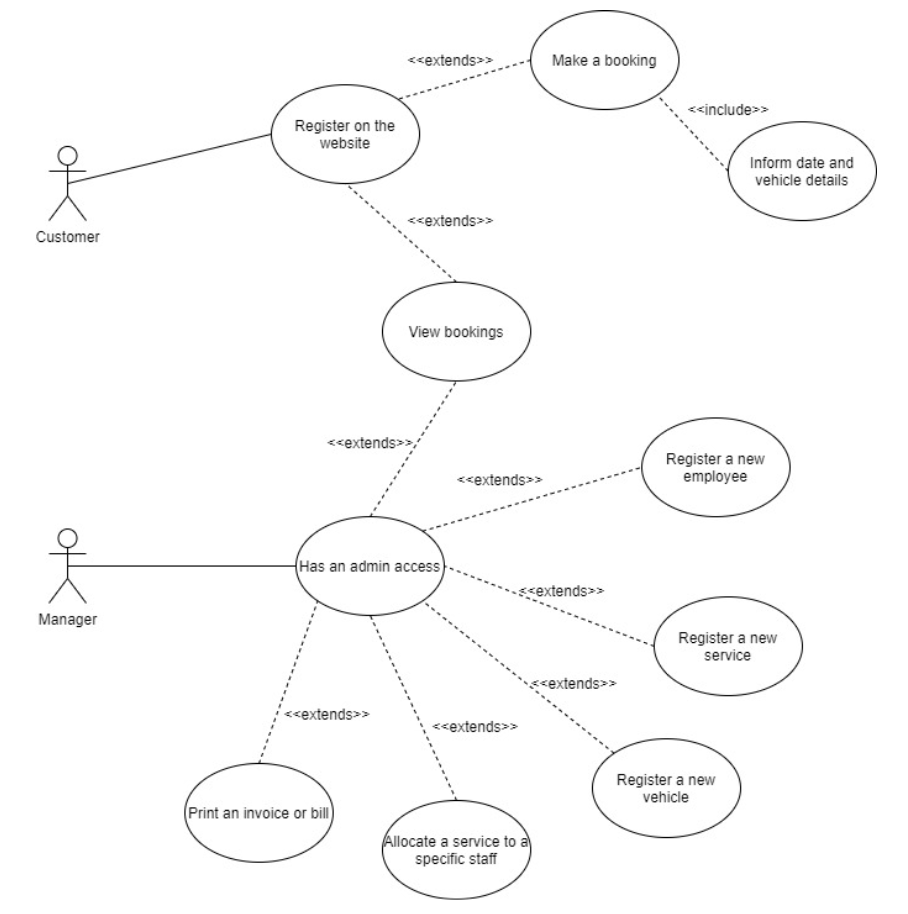 <<extends>>
Make a booking
<<include>>
Register on the
website
Inform date and
vehicle details
Customer
<<extends>>
View bookings
<<extends>>
Register a new
employee
<<extends>>
Has an admin access
Manager
<<extends>>
Register a new
service
<<extends>>
<<extends>>
<<extends>>
Register a new
vehicle
Print an invoice or bill
Allocate a service to a
specific staff